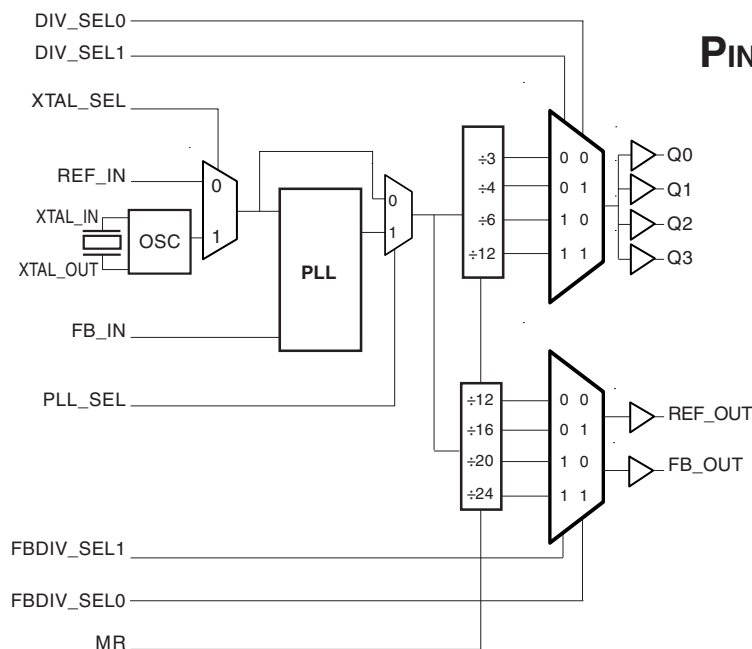 DIV_SEL0
DIV_SEL1
PIN
XTAL_SEL
REF_IN
XTAL_IN
OSC
XTAL_OUT
0
1
PLL
FB_IN
PLL_SEL
0
1
÷3
÷4
÷6
÷12
0 0
0 1
1 0
1 1
Q0
Q1
Q2
Q3
÷12
÷16
÷20
÷24
0 0
0 1
1 0
1 1
REF_OUT
FB_OUT
FBDIV_SEL1
FBDIV_SEL0
MR